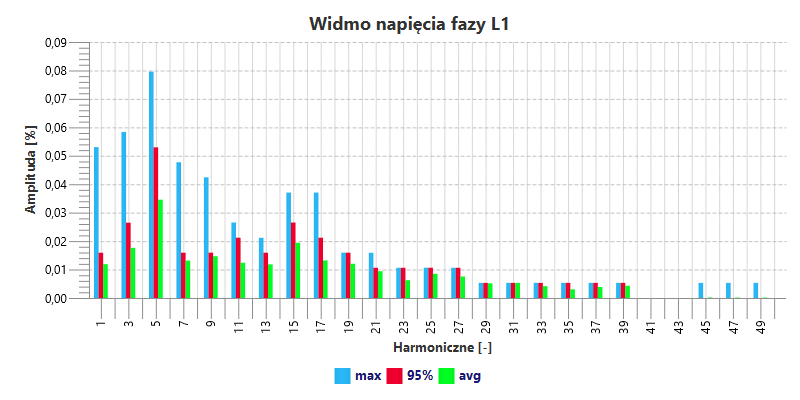 Widmo napięcia fazy L1
Amplituda [%]
0,09
0,08
0,07
0,06
0,05
0,04
0,03
0,02
0,01
0,00
1 3 5 7 9 11 13 15 17 19 21 23 25 27 29 31 33 35 37 39 41 43 45 47 49
Harmoniczne [-]
max 95% avg